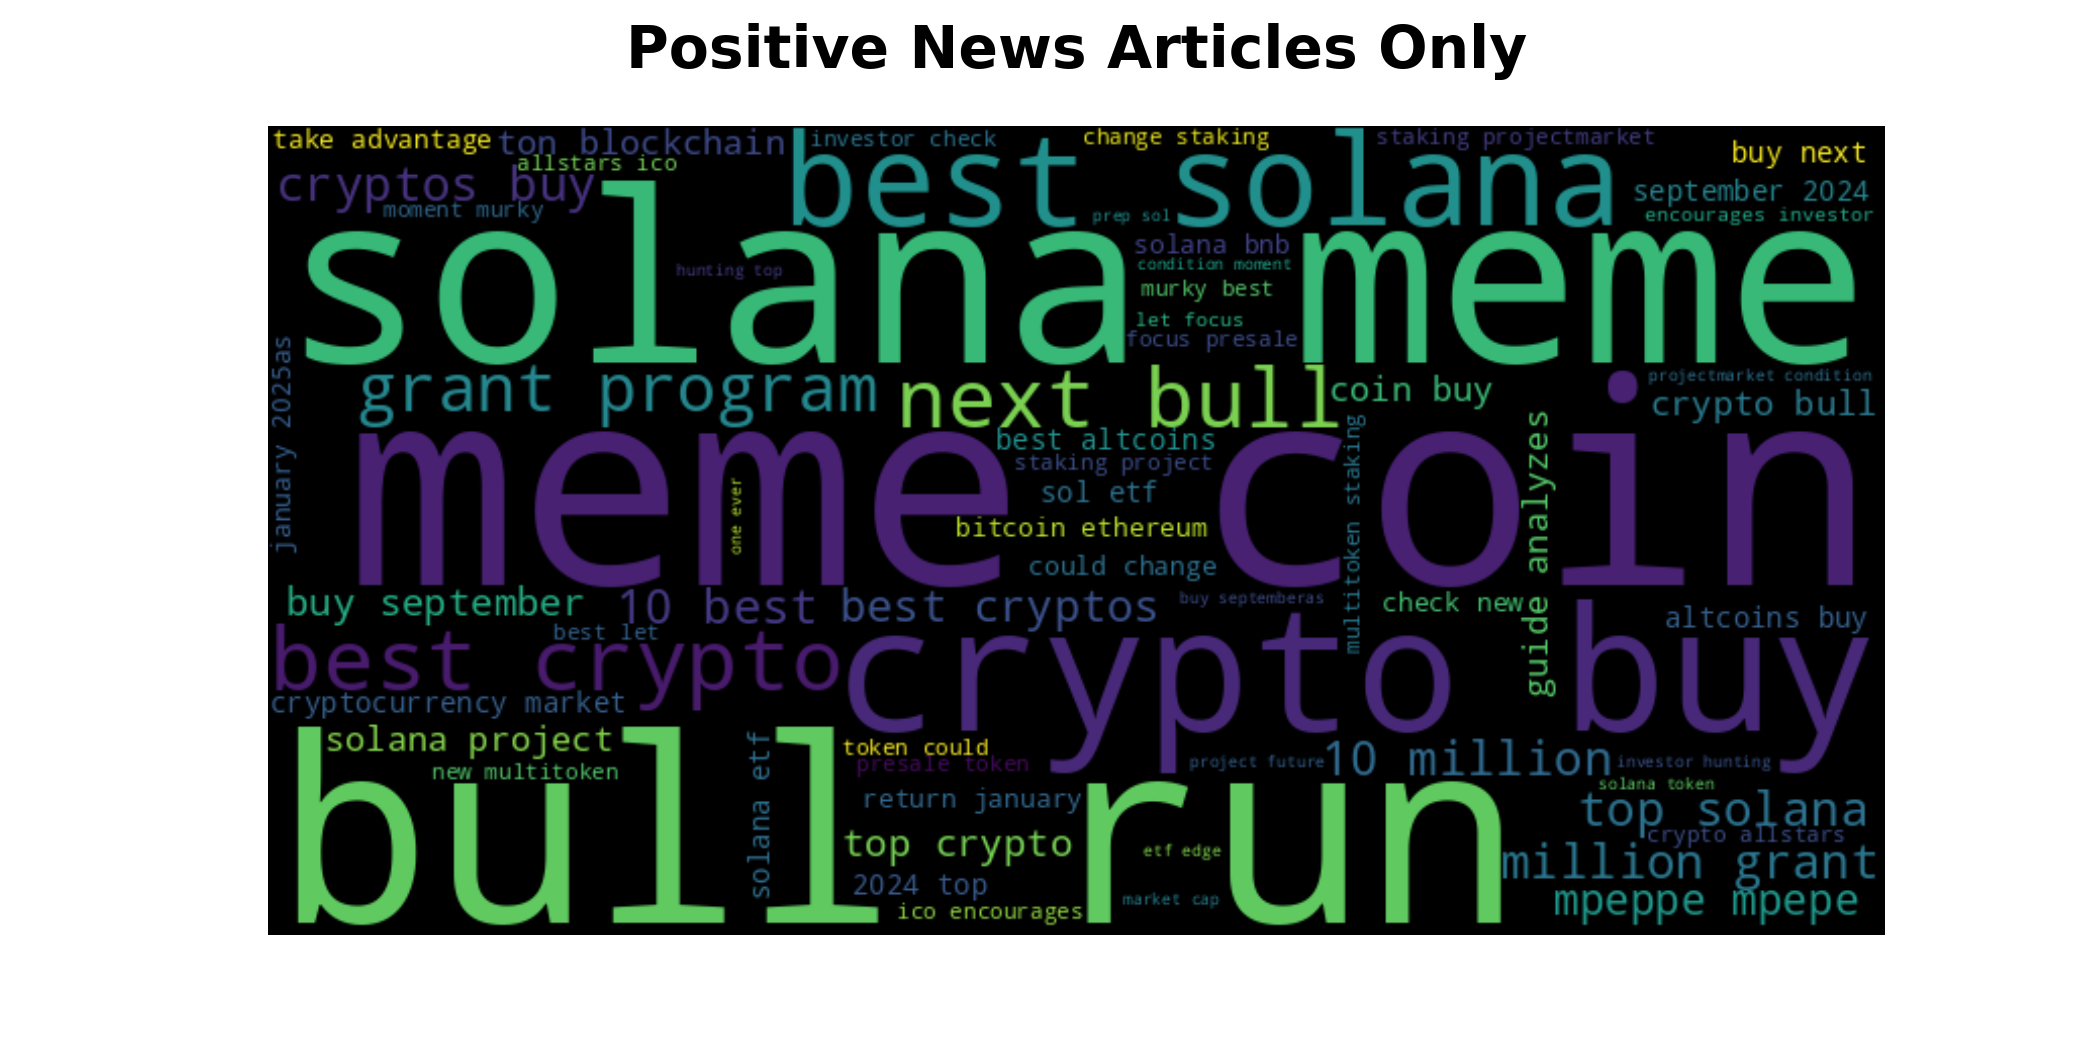 Positive News Articles Only
take advantage
ton blockchain
investor check
change staking
staking projectmarket
buy next
allstars ico
best solana
cryptos buy
september 2024
moment murky
prep sol
encourages investor
solana meme
solana bnb
hunting top
condition moment
murky best
let focus
focus presale
january 2025as
grant program
next bull
coin buy
projectmarket condition
crypto bull
meme coin
best altcoins
staking project
sol etf
one ever
bitcoin ethereum
multitoken staking
guide analyzes
could change
buy september
10 best
best cryptos
buy septemberas
check new
altcoins buy
best let
best crypto
crypto buy
cryptocurrency market
solana project
bull run
new multitoken
solana etf
token could
presale token
project future
10 million
investor hunting
solana token
return january
top solana
crypto allstars
top crypto
etf edge
million grant
2024 top
market cap
mpeppe mpepe
ico encourages